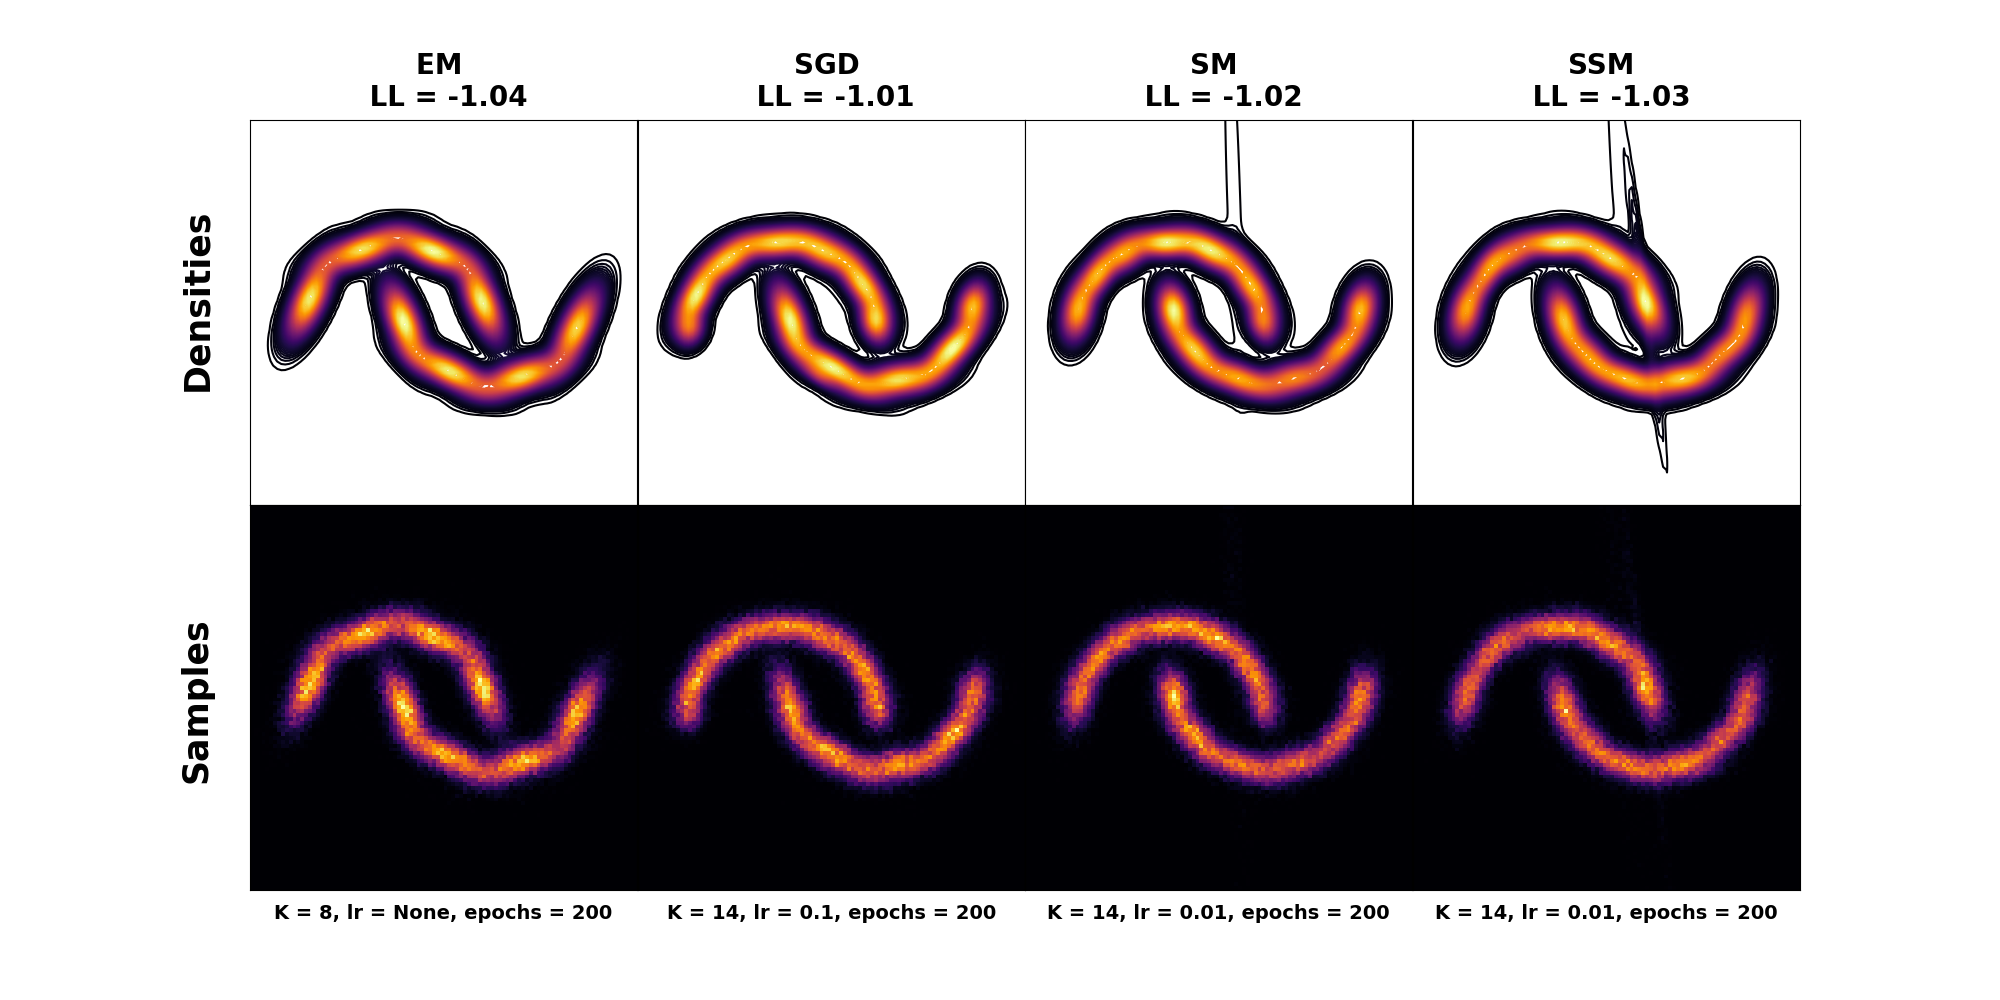 EM
LL = -1.04
SGD
LL = -1.01
SM
LL = -1.02
SSM
LL = -1.03
Densities
Samples
K = 8, lr = None, epochs = 200
K = 14, lr = 0.1, epochs = 200
K = 14, lr = 0.01, epochs = 200
K = 14, lr = 0.01, epochs = 200